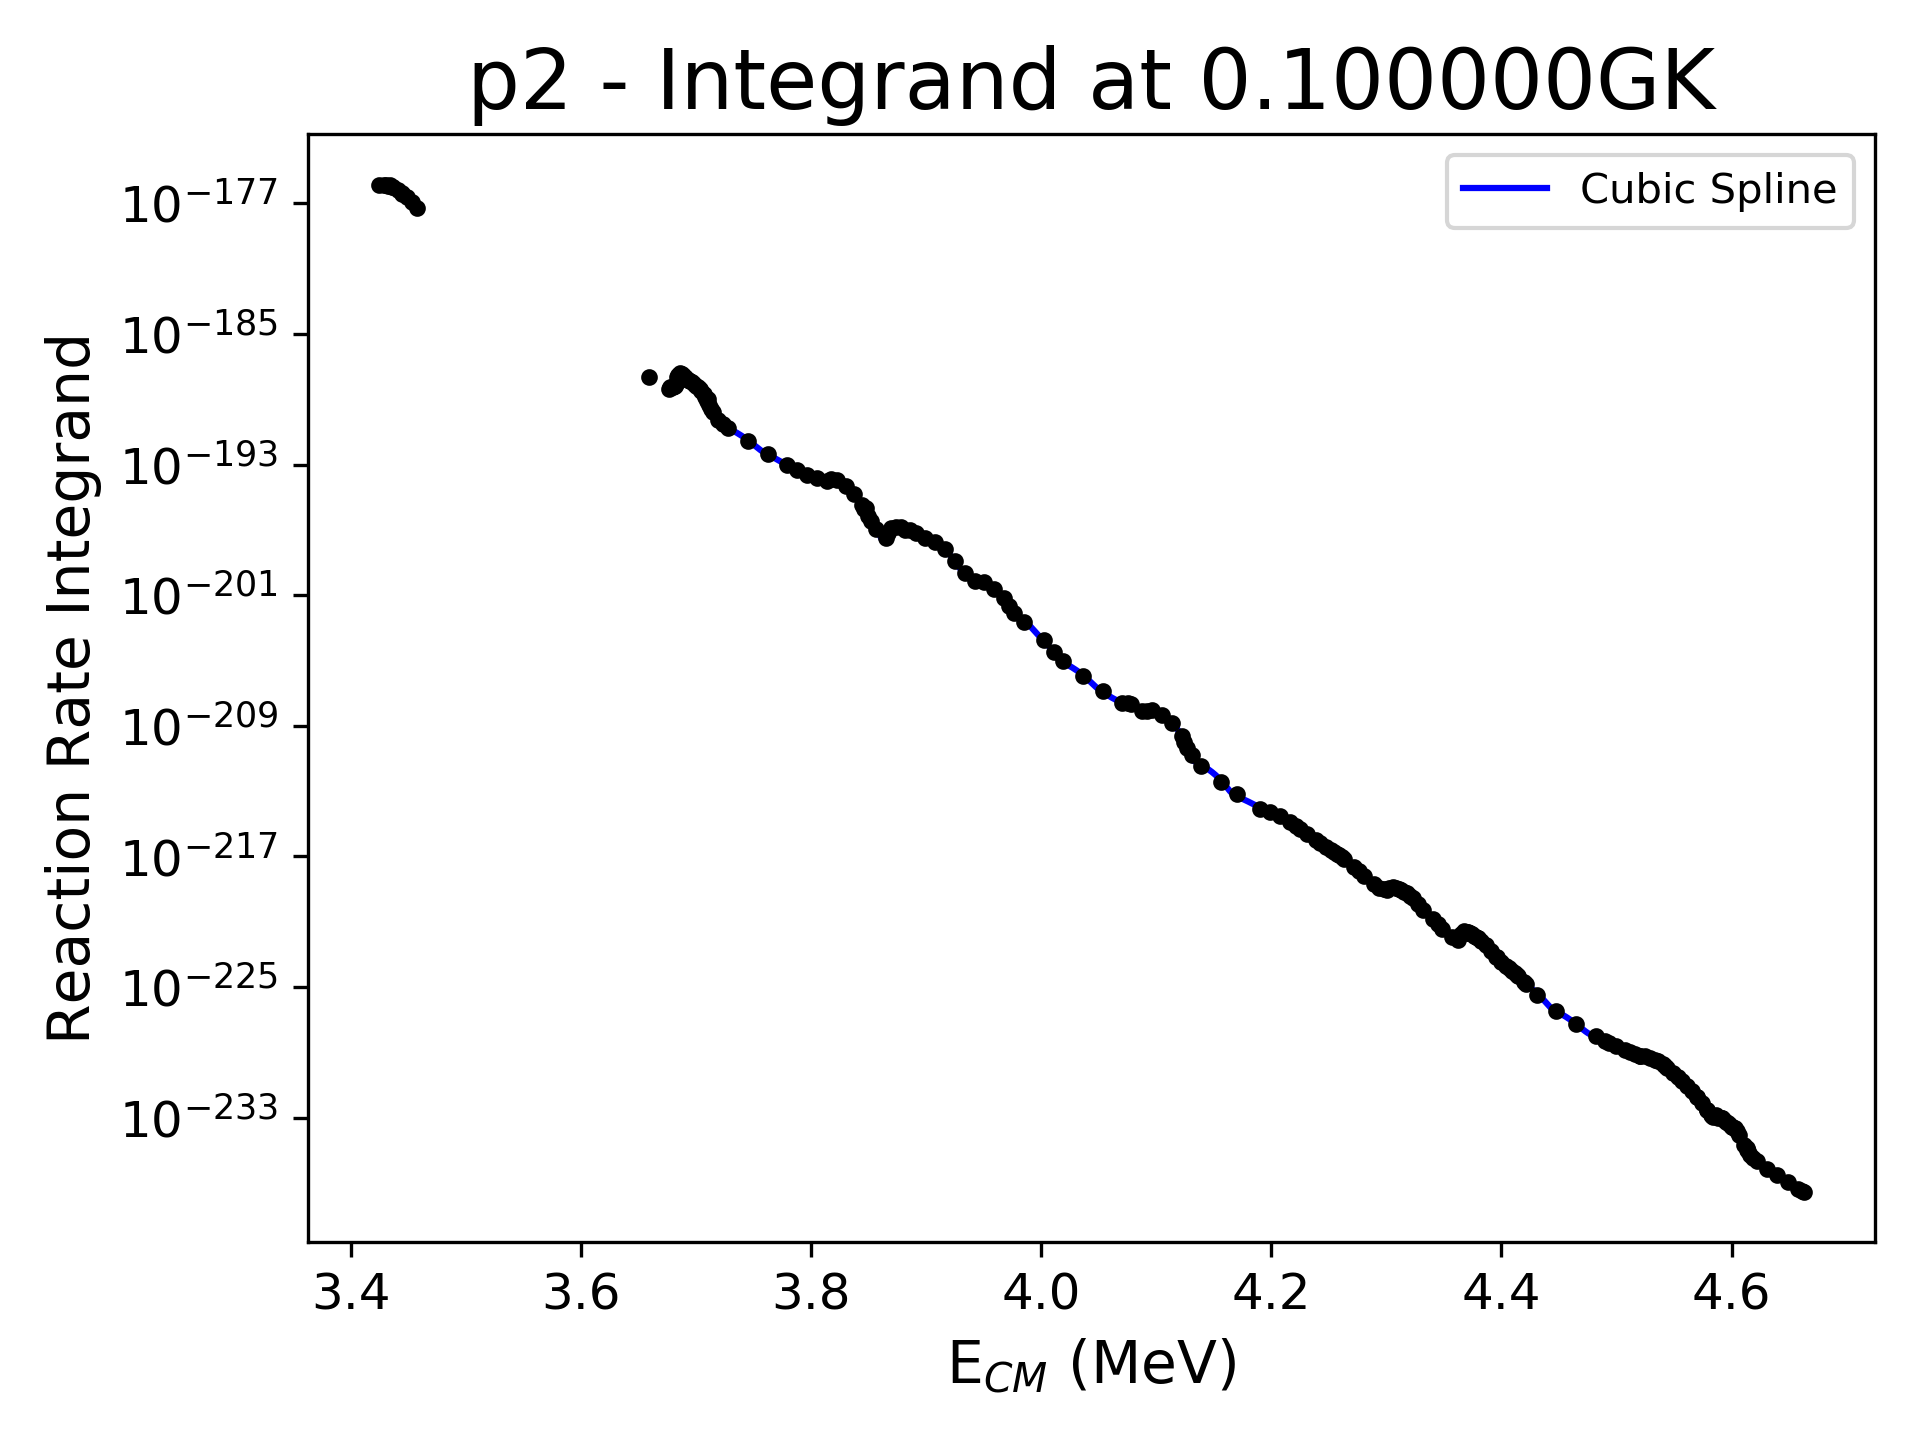 p2 - Integrand at 0.100000GK
Cubic Spline
Reaction Rate Integrand
10⁻¹⁷⁷
10⁻¹⁸⁵
10⁻¹⁹³
10⁻²⁰¹
10⁻²⁰⁹
10⁻²¹⁷
10⁻²²⁵
10⁻²³³
3.4 3.6 3.8 4.0 4.2 4.4 4.6
E_{CM} (MeV)